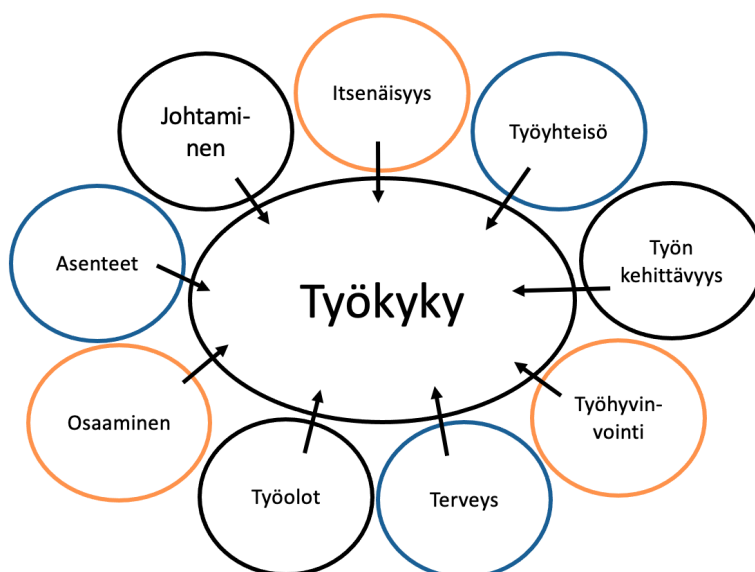 Itsenäisyys
Johtami-
nen
Työyhteisö
Asenteet
Työn
kehittävyys
Työkyky
Osaaminen
Työhyvin-
vointi
Työolot
Terveys